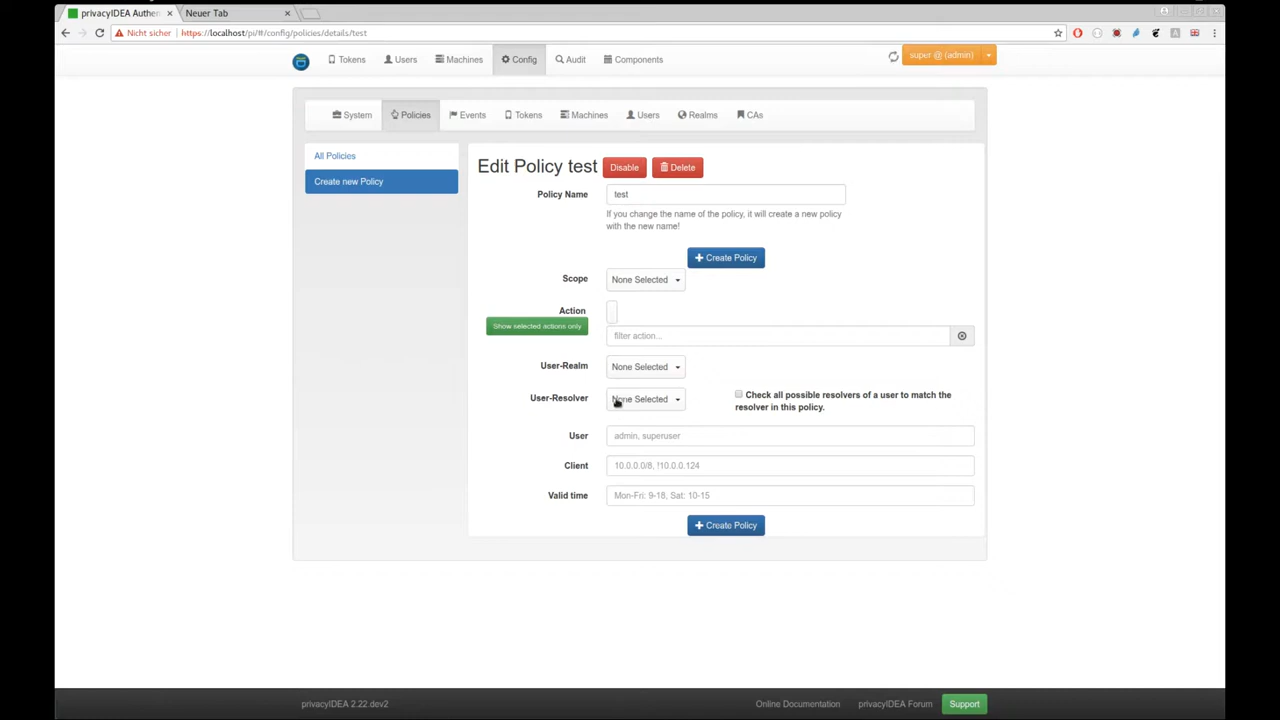 privacyIDEA Authen
Neuer Tab
Nicht sicher
https://localhost/pi/#/config/policies/details/test
Tokens
Users
Machines
Config
Audit
Components
super @ (admin)
System
Policies
Events
Tokens
Machines
Users
Realms
CAs
All Policies
Create new Policy
Edit Policy test
Disable
Delete
Policy Name
test
If you change the name of the policy, it will create a new policy
with the new name!
Create Policy
Scope
None Selected
Action
Show selected actions only
filter action...
User-Realm
None Selected
User-Resolver
None Selected
Check all possible resolvers of a user to match the
resolver in this policy.
User
admin, superuser
Client
10.0.0.0/8, !10.0.0.124
Valid time
Mon-Fri: 9-18, Sat: 10-15
Create Policy
privacyIDEA 2.22.dev2
Online Documentation
privacyIDEA Forum
Support